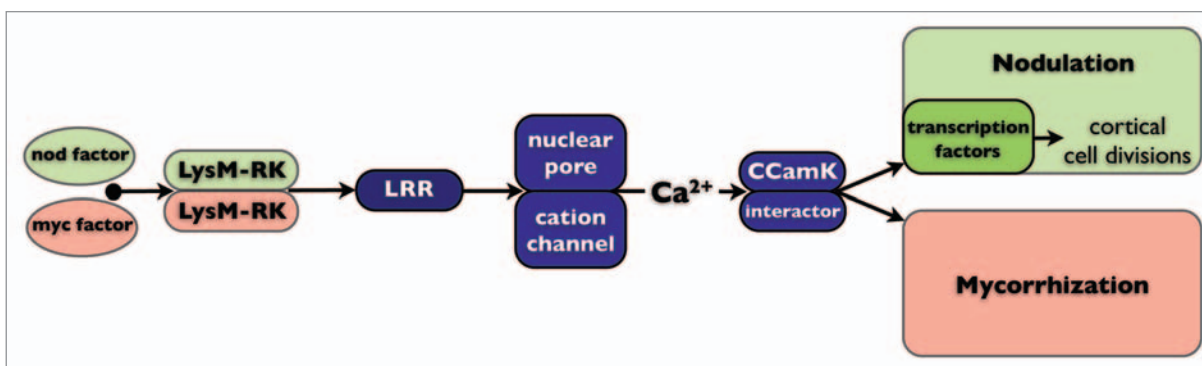 nod factor
myc factor
LysM-RK
LysM-RK
LRR
nuclear
pore
cation
channel
Ca²⁺
CCamK
interactor
Nodulation
transcription
factors
cortical
cell divisions
Mycorrhization